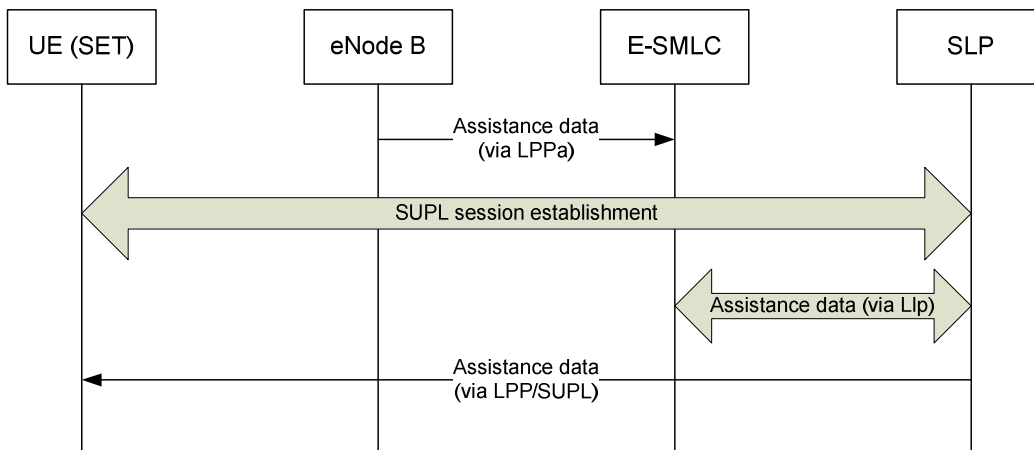 UE (SET)
eNode B
E-SMLC
SLP
Assistance data
(via LPPa)
SUPL session establishment
Assistance data (via Llp)
Assistance data
(via LPP/SUPL)